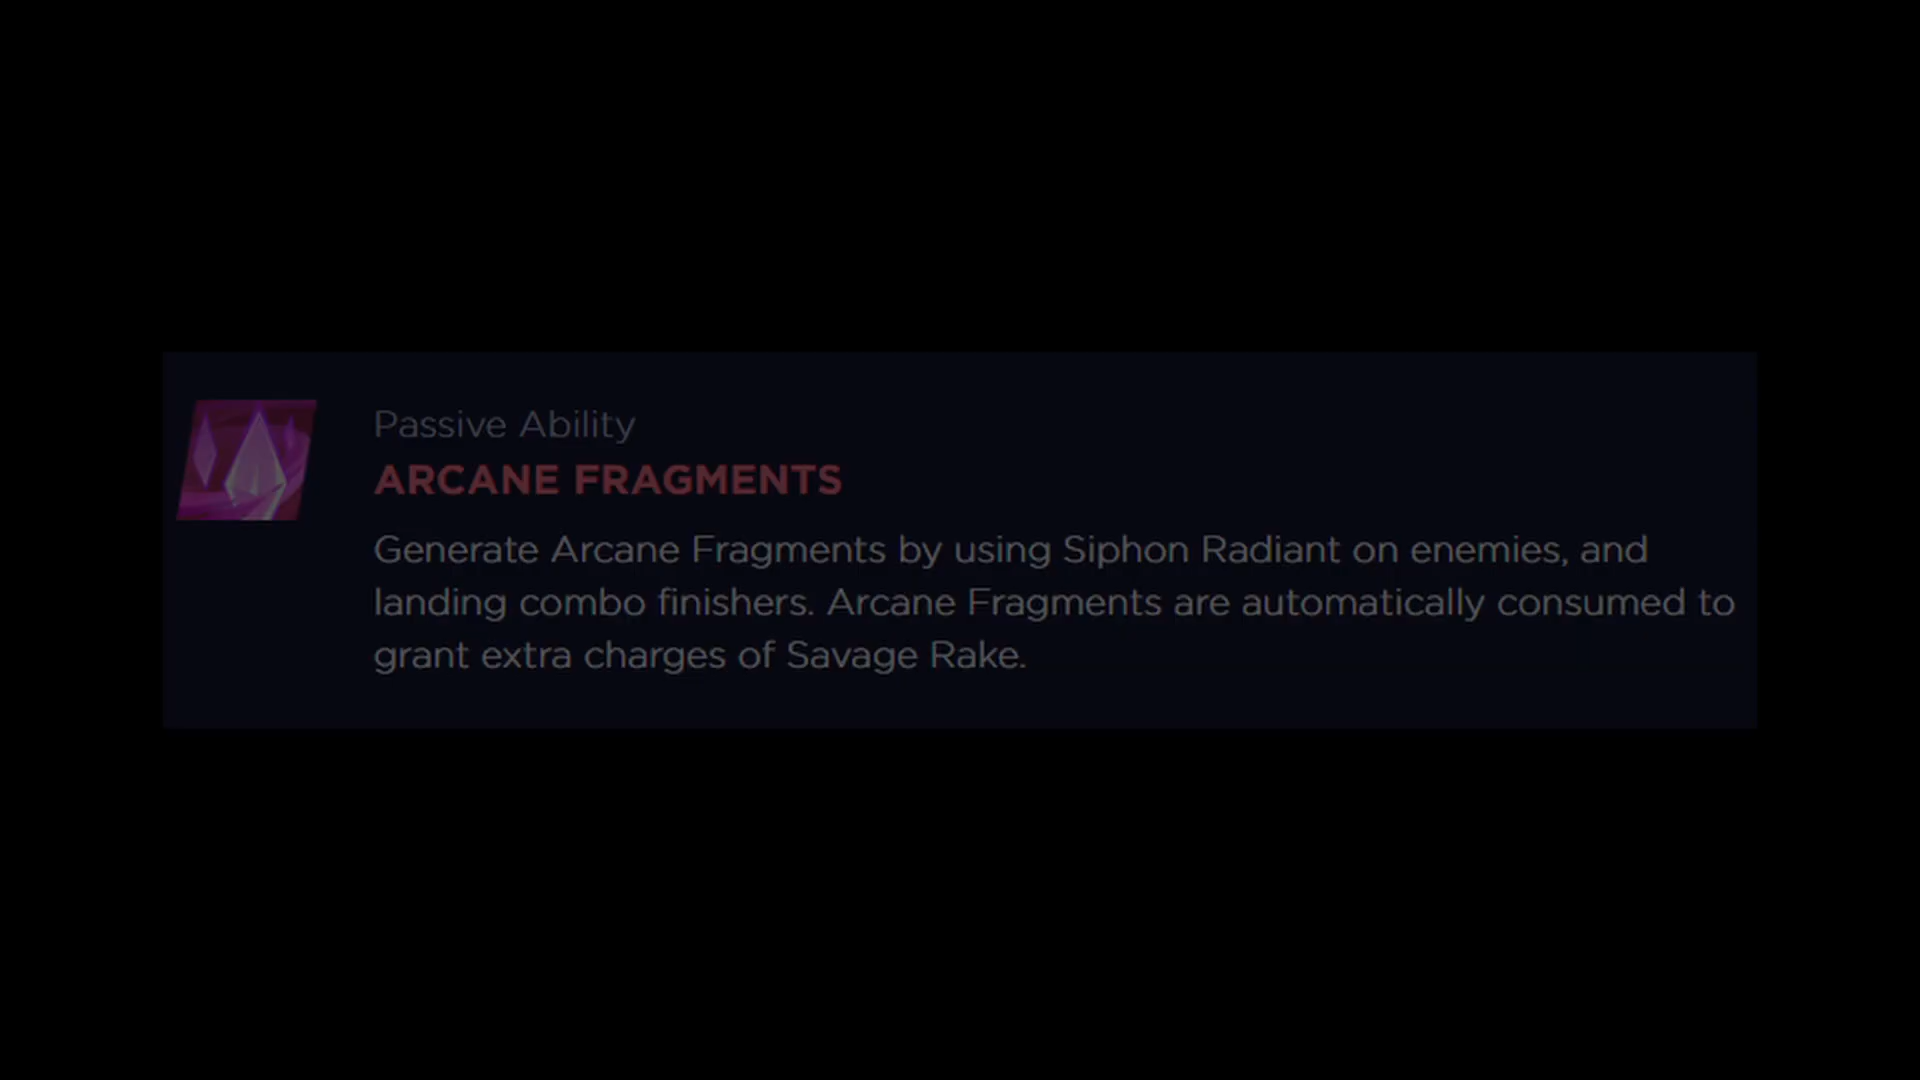 Passive Ability
ARCANE FRAGMENTS
Generate Arcane Fragments by using Siphon Radiant on enemies, and
landing combo finishers. Arcane Fragments are automatically consumed to
grant extra charges of Savage Rake.